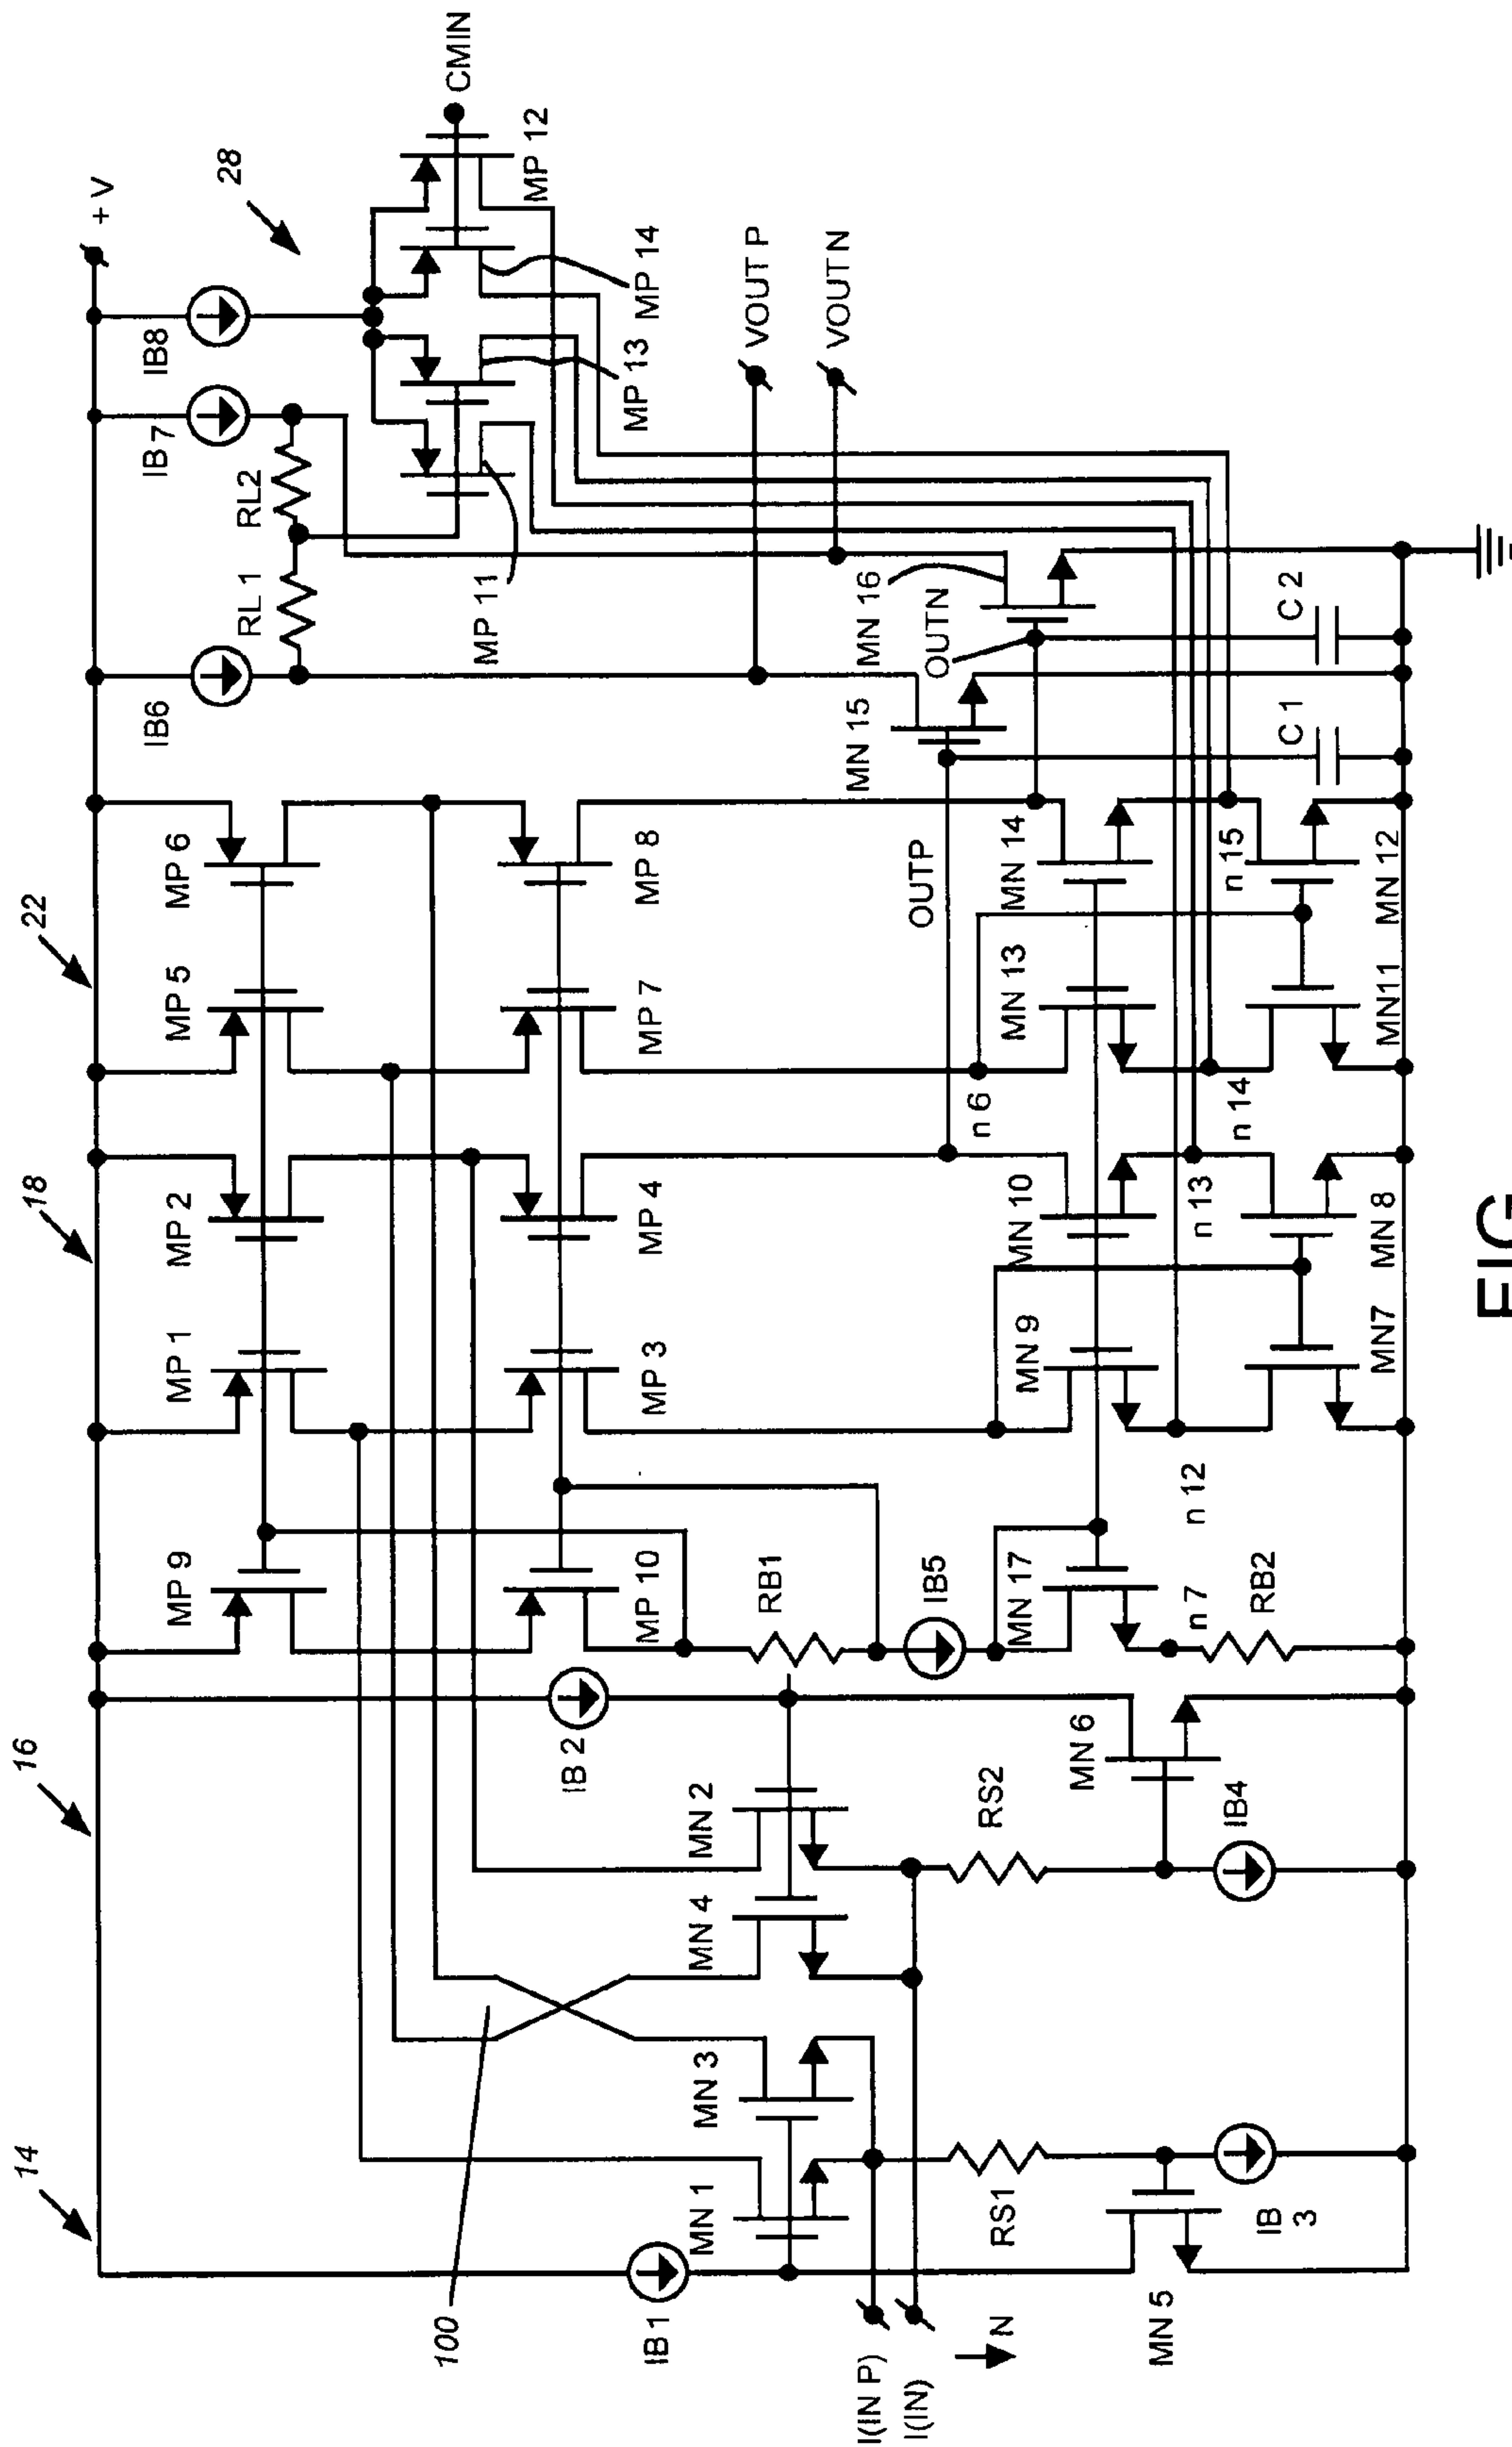 14
16
18
22
+ V
28
IB8
IB 7
IB6
RL 1
RL2
CMIN
MP 12
MP 14
MP 13
MP 11
VOUT P
VOUT N
MP 9
MP 1
MP 2
MP 5
MP 6
MP 10
MP 3
MP 4
MP 7
MP 8
100
IB 1
IB 2
MN 1
MN 3
MN 4
MN 2
RB1
IB5
OUTP
OUTN
MN 15
MN 16
I(IN P)
I(IN)
N
RS1
RS2
MN 17
MN 9
MN 10
n 6
MN 13
MN 14
MN 5
MN 6
n 7
n 12
n 13
n 14
n 15
IB 3
IB4
RB2
MN7
MN 8
MN11
MN 12
C 1
C 2
FIG